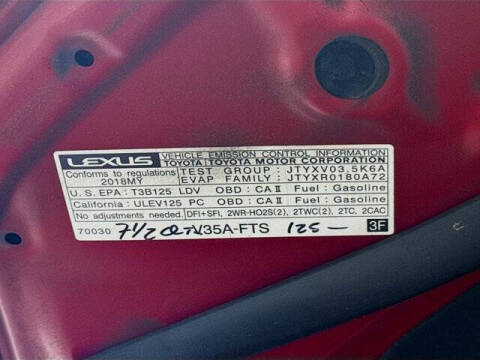 LEXUS VEHICLE EMISSION CONTROL INFORMATION
TOYOTA/TOYOTA MOTOR CORPORATION
Conforms to regulations TEST GROUP : JTYXV03.5K6A
2018MY EVAP FAMILY : JTYXR0180A72
U.S. EPA : T3B125 LDV OBD : CA II Fuel : Gasoline
California : ULEV125 PC OBD : CA II Fuel : Gasoline
No adjustments needed. DFI+SFI, 2WR-HO2S(2), 2TWC(2), 2TC, 2CAC
70030 7 1/2 V35A-FTS 125— 3F